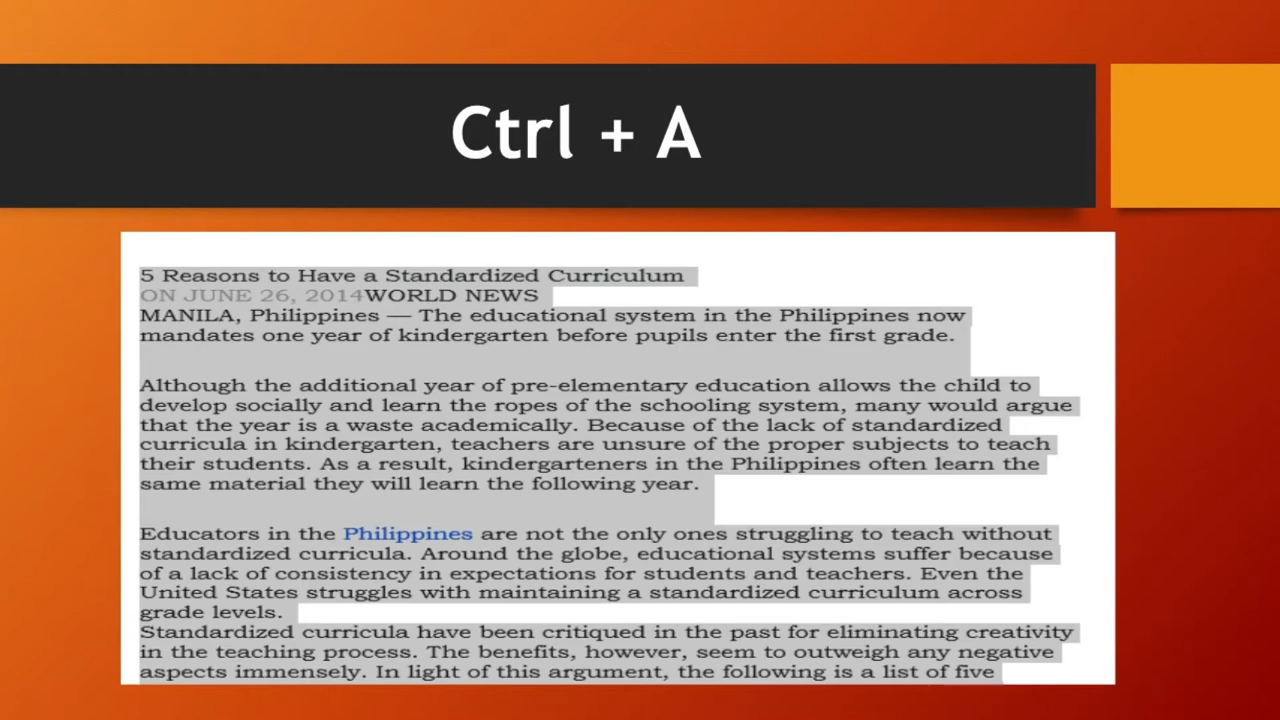 Ctrl + A
5 Reasons to Have a Standardized Curriculum
ON JUNE 26, 2014WORLD NEWS
MANILA, Philippines — The educational system in the Philippines now
mandates one year of kindergarten before pupils enter the first grade.
Although the additional year of pre-elementary education allows the child to
develop socially and learn the ropes of the schooling system, many would argue
that the year is a waste academically. Because of the lack of standardized
curricula in kindergarten, teachers are unsure of the proper subjects to teach
their students. As a result, kindergarteners in the Philippines often learn the
same material they will learn the following year.
Educators in the Philippines are not the only ones struggling to teach without
standardized curricula. Around the globe, educational systems suffer because
of a lack of consistency in expectations for students and teachers. Even the
United States struggles with maintaining a standardized curriculum across
grade levels.
Standardized curricula have been critiqued in the past for eliminating creativity
in the teaching process. The benefits, however, seem to outweigh any negative
aspects immensely. In light of this argument, the following is a list of five